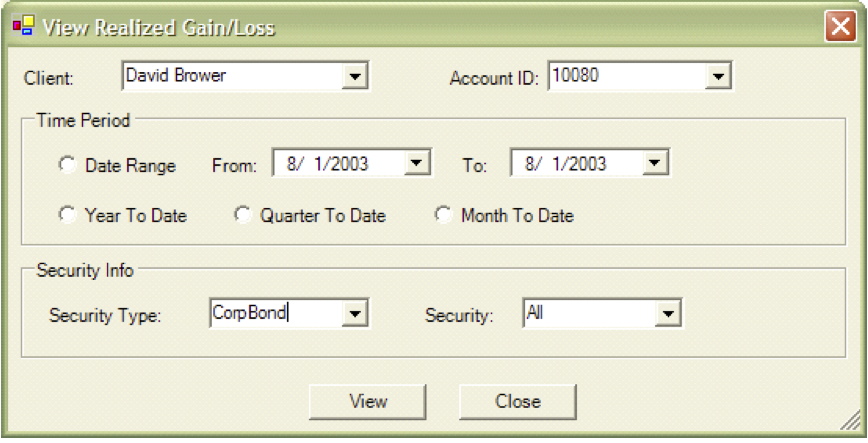 View Realized Gain/Loss
Client: David Brower Account ID: 10080
Time Period
Date Range From: 8/ 1/2003 To: 8/ 1/2003
Year To Date Quarter To Date Month To Date
Security Info
Security Type: CorpBond Security: All
View Close